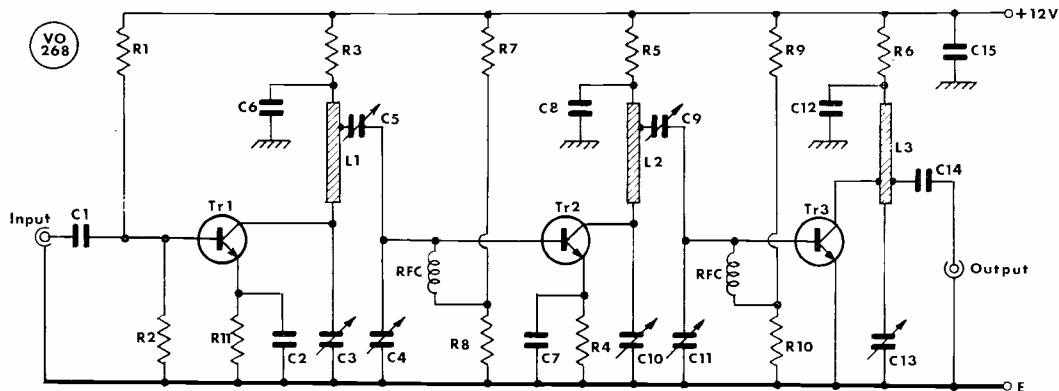 VO
268
R1
R3
R7
R5
R9
R6
+12V
C15
C6
C5
C8
C9
C12
L1
L2
L3
C14
Input
C1
Tr1
Tr2
Tr3
RFC
RFC
Output
R2
R11
C2
C3
C4
R8
C7
R4
C10
C11
R10
C13
E